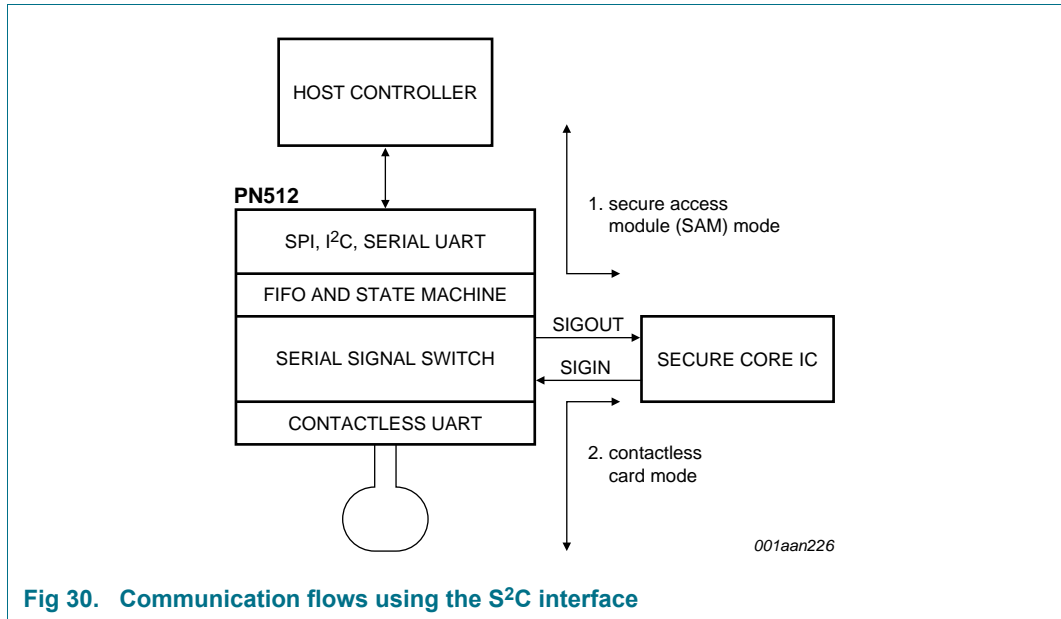 HOST CONTROLLER
PN512
1. secure access
module (SAM) mode
SPI, I²C, SERIAL UART
FIFO AND STATE MACHINE
SIGOUT
SERIAL SIGNAL SWITCH
SECURE CORE IC
SIGIN
CONTACTLESS UART
2. contactless
card mode
001aan226
Fig 30. Communication flows using the S²C interface